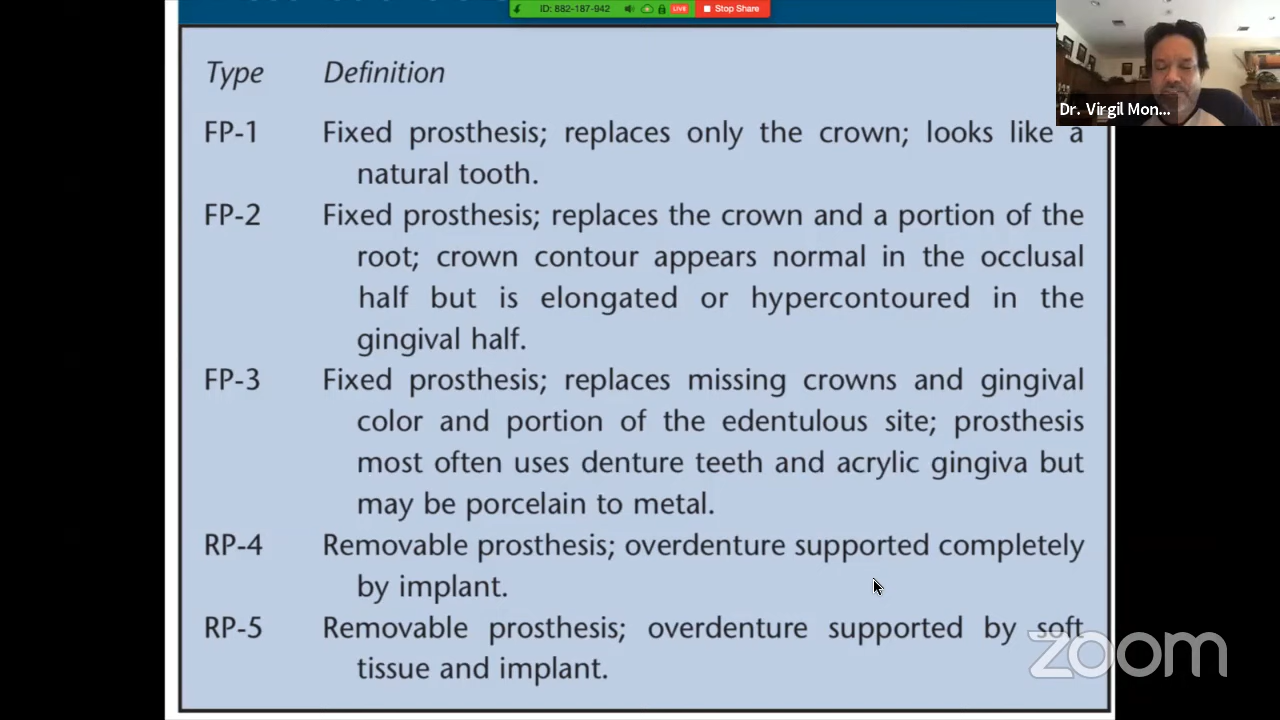 ID: 882-187-942 LIVE Stop Share
Type Definition
Dr. Virgil Mon...
FP-1 Fixed prosthesis; replaces only the crown; looks like a
natural tooth.
FP-2 Fixed prosthesis; replaces the crown and a portion of the
root; crown contour appears normal in the occlusal
half but is elongated or hypercontoured in the
gingival half.
FP-3 Fixed prosthesis; replaces missing crowns and gingival
color and portion of the edentulous site; prosthesis
most often uses denture teeth and acrylic gingiva but
may be porcelain to metal.
RP-4 Removable prosthesis; overdenture supported completely
by implant.
RP-5 Removable prosthesis; overdenture supported by soft
tissue and implant.
zoom